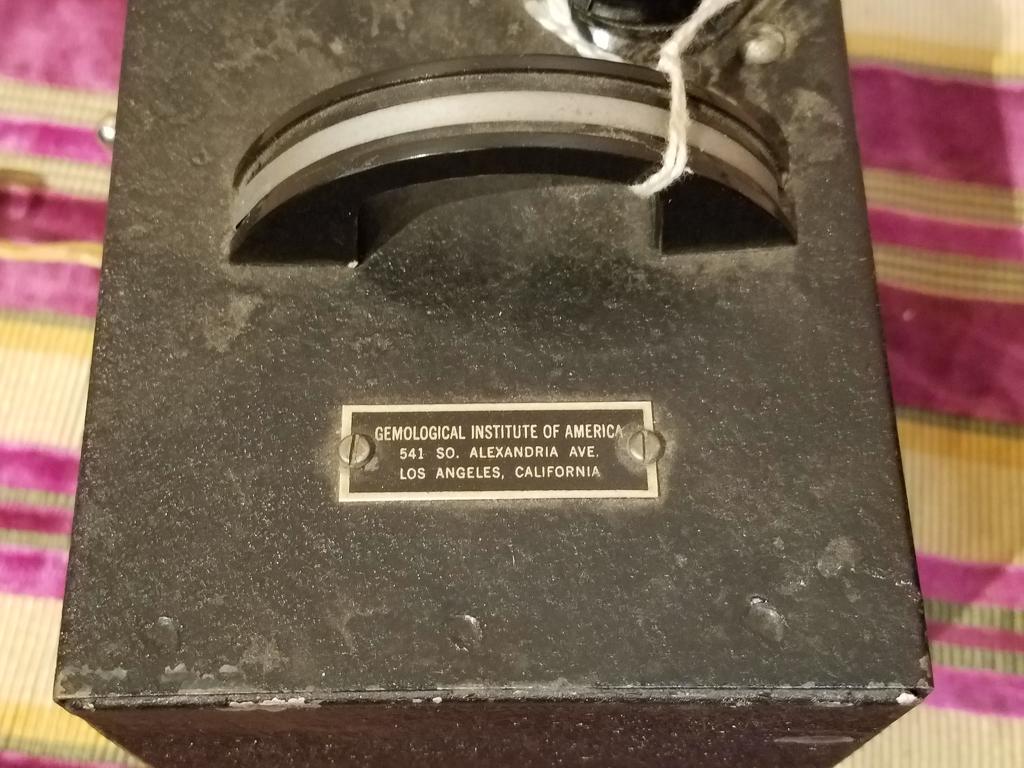 GEMOLOGICAL INSTITUTE OF AMERICA
541 SO. ALEXANDRIA AVE.
LOS ANGELES, CALIFORNIA